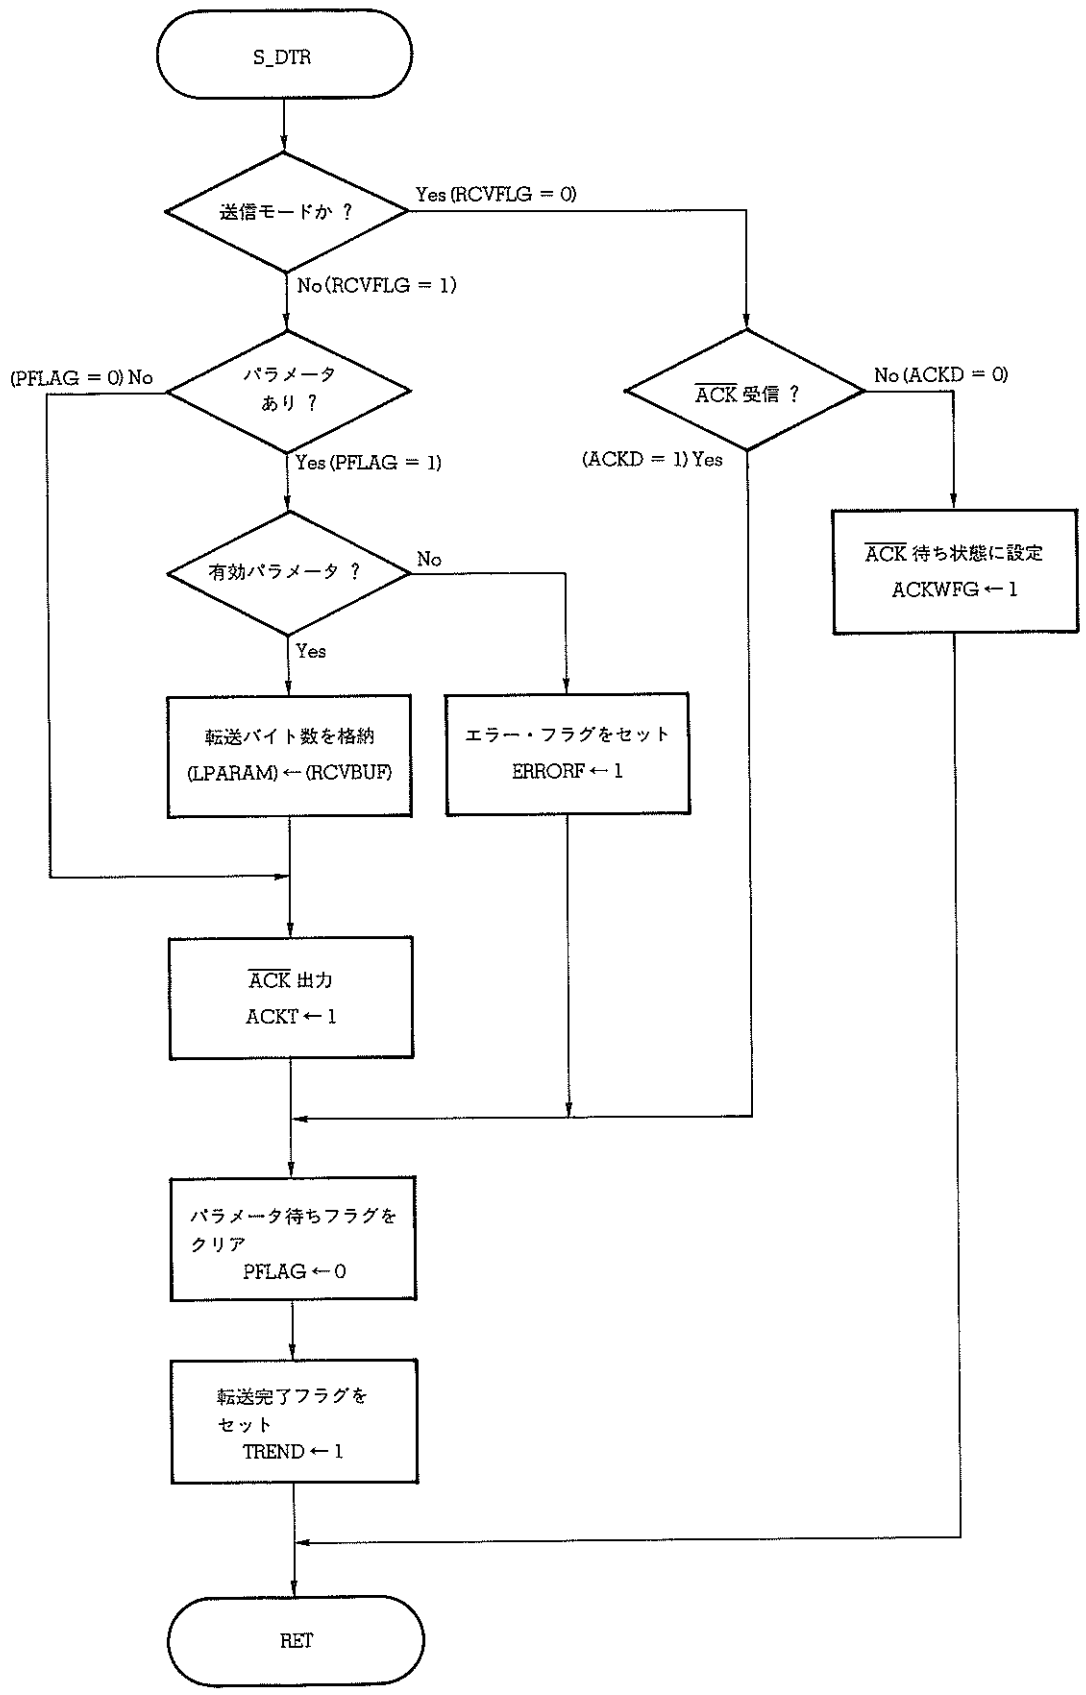 S_DTR
送信モードか ?
Yes (RCVFLG = 0)
No (RCVFLG = 1)
(PFLAG = 0) No
パラメータ
あり ?
Yes (PFLAG = 1)
A̅C̅K̅ 受信 ?
No (ACKD = 0)
(ACKD = 1) Yes
有効パラメータ ?
No
Yes
A̅C̅K̅ 待ち状態に設定
ACKWFG ← 1
転送バイト数を格納
(LPARAM) ← (RCVBUF)
エラー・フラグをセット
ERRORF ← 1
A̅C̅K̅ 出力
ACKT ← 1
パラメータ待ちフラグを
クリア
PFLAG ← 0
転送完了フラグを
セット
TREND ← 1
RET